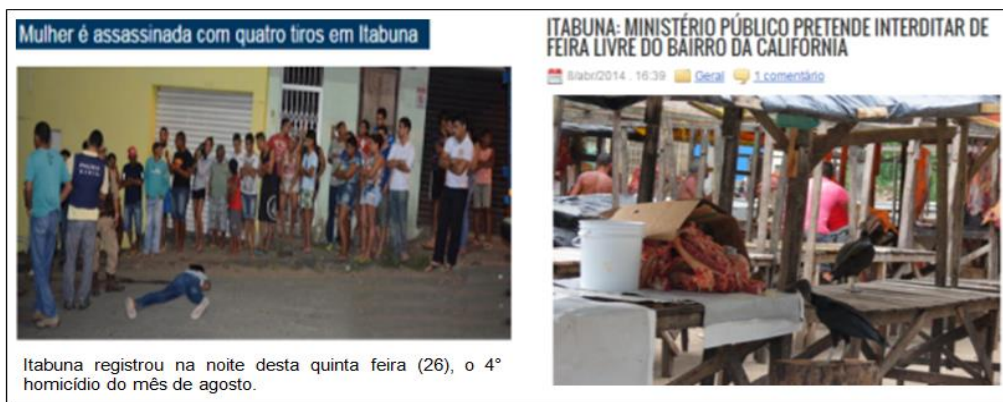 Mulher é assassinada com quatro tiros em Itabuna
Itabuna registrou na noite desta quinta feira (26), o 4°
homicídio do mês de agosto.
ITABUNA: MINISTÉRIO PÚBLICO PRETENDE INTERDITAR DE
FEIRA LIVRE DO BAIRRO DA CALIFÓRNIA
8/abr/2014 . 16:39 Geral 1 comentário